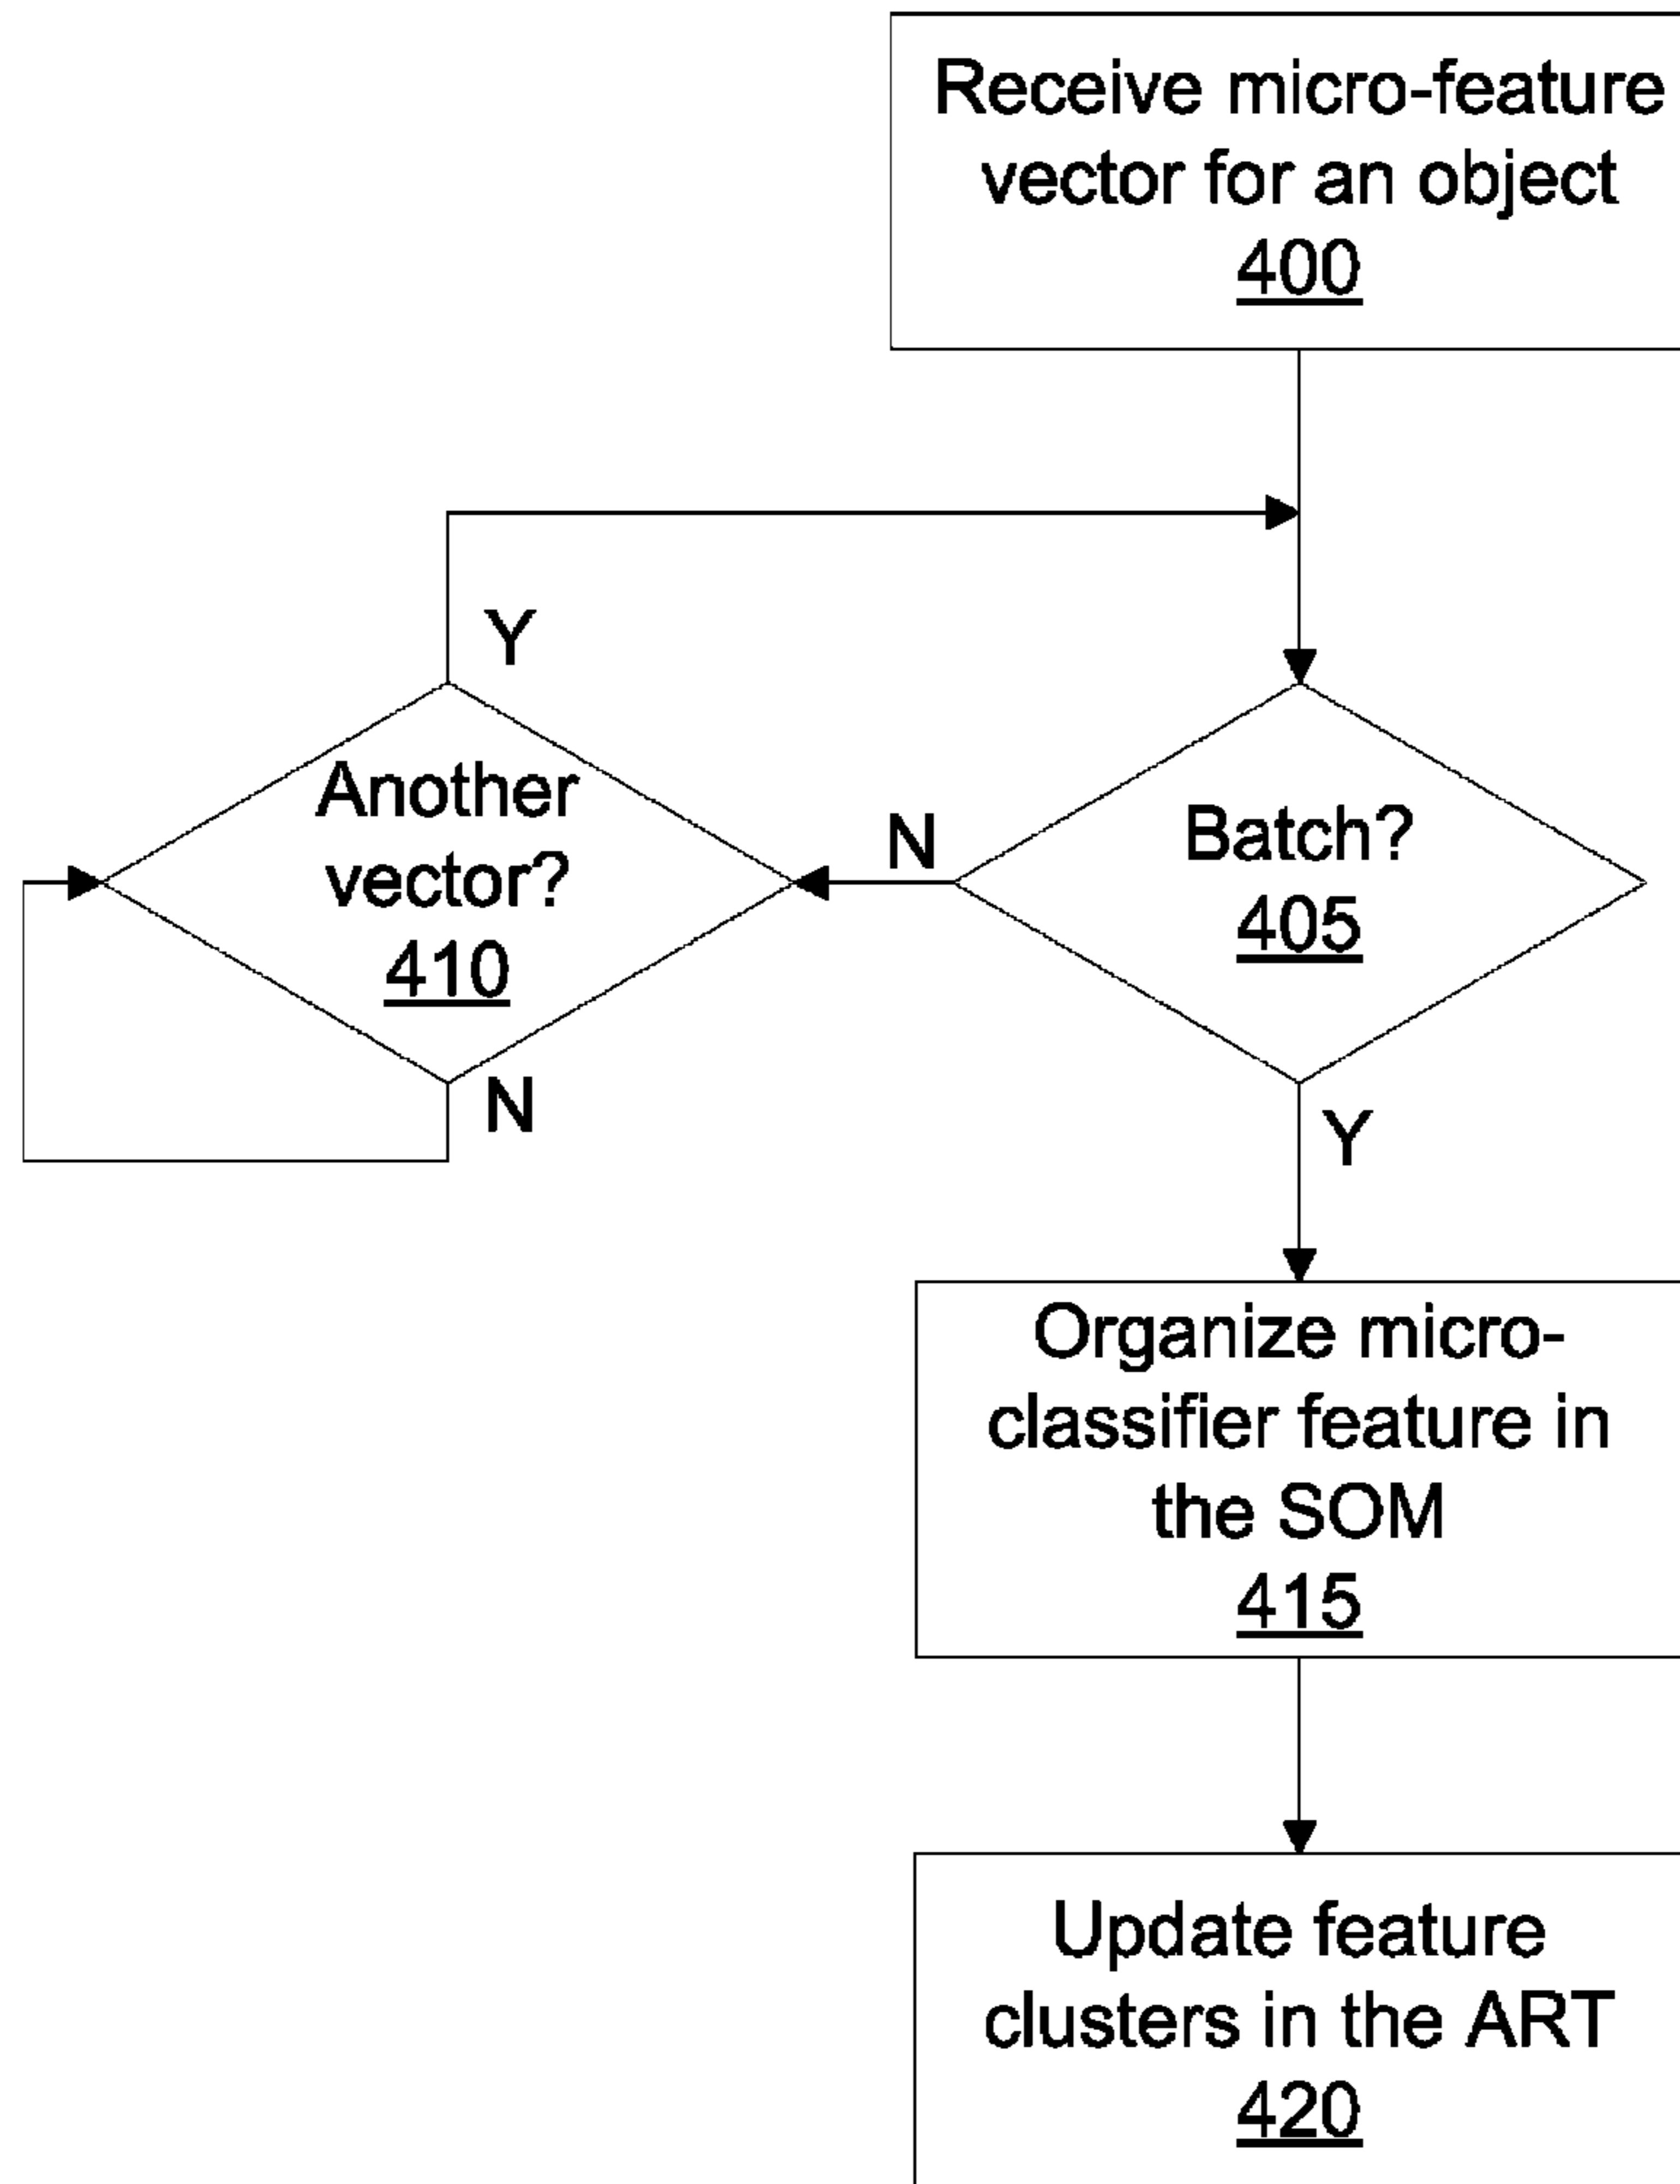 Receive micro-feature
vector for an object
400
Y
Another
vector?
410
N
N
Batch?
405
Y
Organize micro-
classifier feature in
the SOM
415
Update feature
clusters in the ART
420